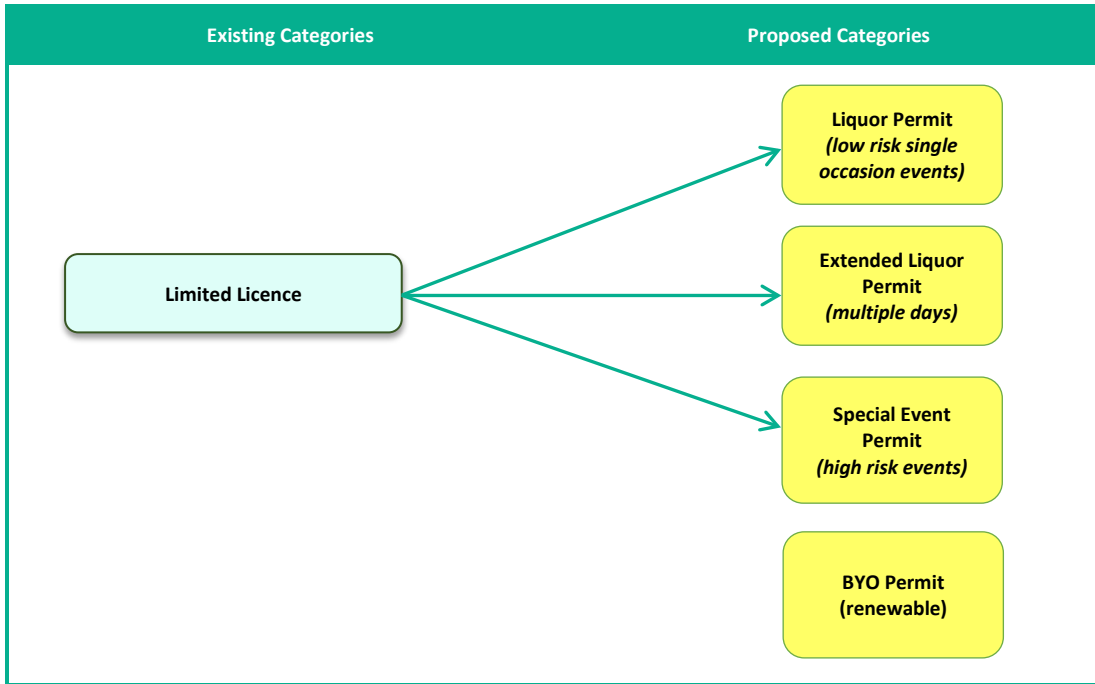 Existing Categories
Proposed Categories
Liquor Permit
(low risk single
occasion events)
Limited Licence
Extended Liquor
Permit
(multiple days)
Special Event
Permit
(high risk events)
BYO Permit
(renewable)